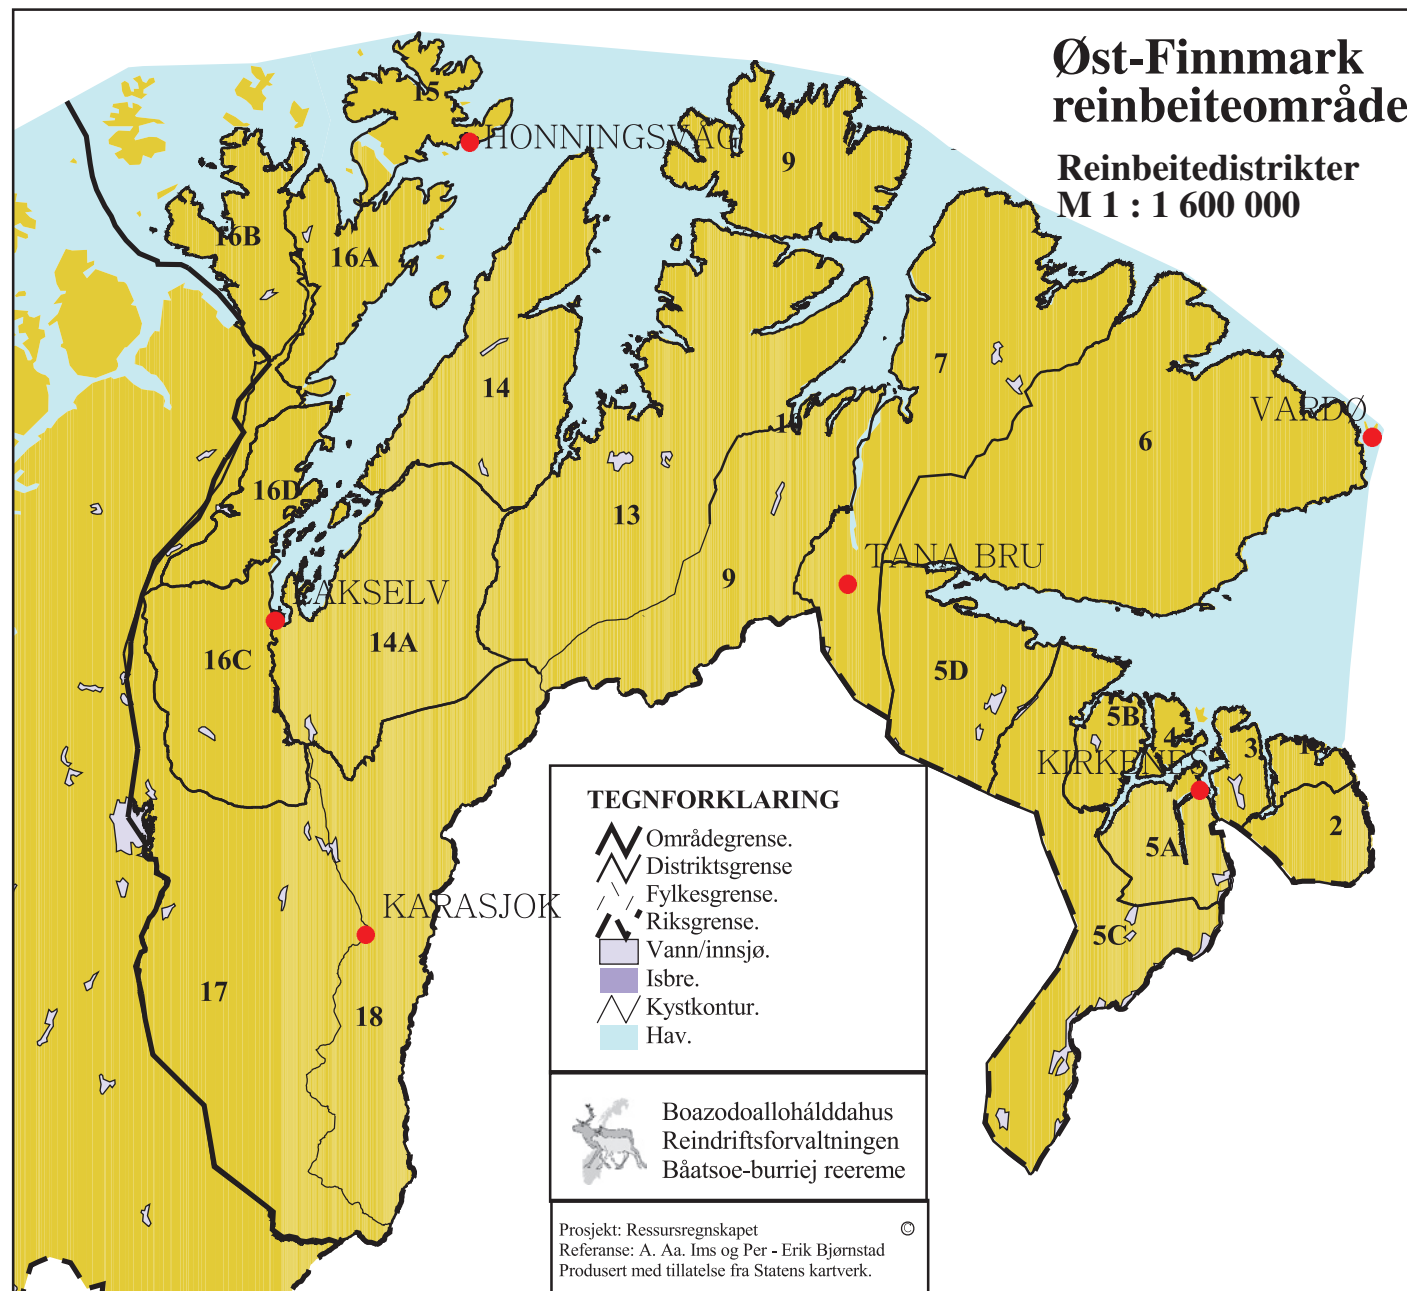 Øst-Finnmark
reinbeiteområde
Reinbeitedistrikter
M 1 : 1 600 000
15
HONNINGSVÅG
9
16B
16A
7
14
VARDØ
10
6
16D
13
TANA BRU
9
LAKSELV
14A
16C
5D
5B
4
3
KIRKENES
2
5A
5C
KARASJOK
17
18
TEGNFORKLARING
Områdegrense.
Distriktsgrense
Fylkesgrense.
Riksgrense.
Vann/innsjø.
Isbre.
Kystkontur.
Hav.
Boazodoallohálddahus
Reindriftsforvaltningen
Båatsoe-burriej reereme
Prosjekt: Ressursregnskapet ©
Referanse: A. Aa. Ims og Per - Erik Bjørnstad
Produsert med tillatelse fra Statens kartverk.